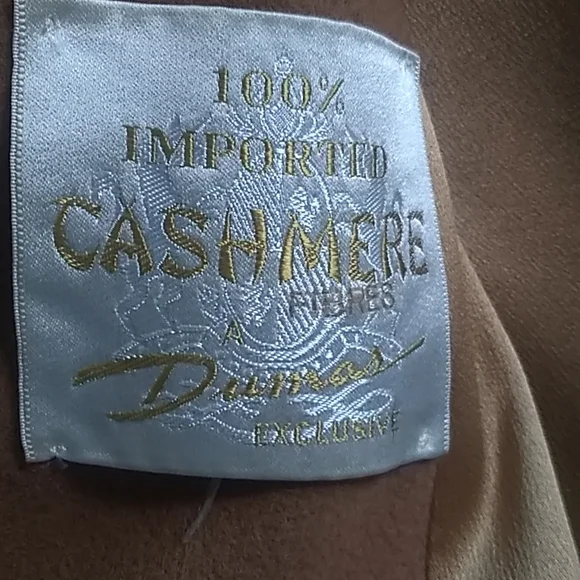 100%
IMPORTED
CASHMERE
FIBRES
A
Dumas
EXCLUSIVE